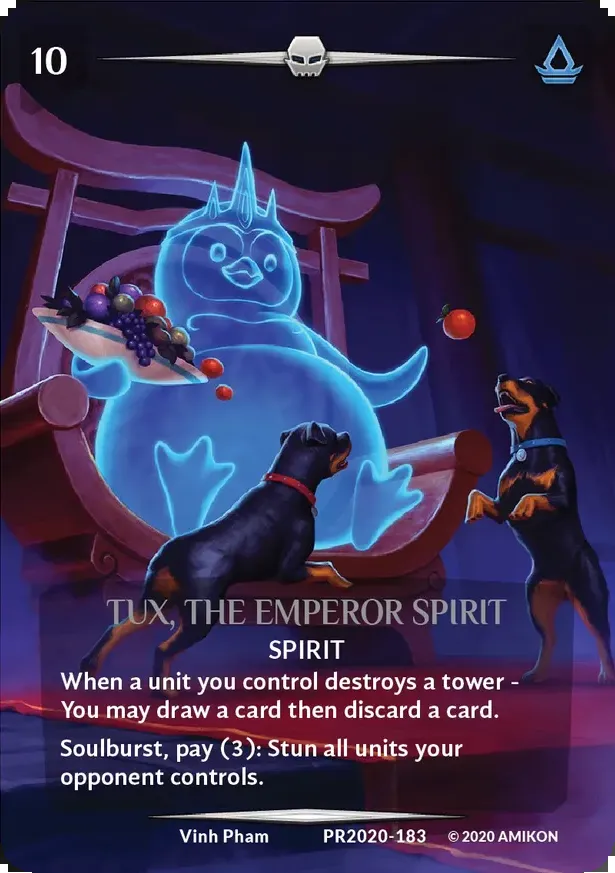 10
TUX, THE EMPEROR SPIRIT
SPIRIT
When a unit you control destroys a tower -
You may draw a card then discard a card.
Soulburst, pay (3): Stun all units your
opponent controls.
Vinh Pham PR2020-183 © 2020 AMIKON